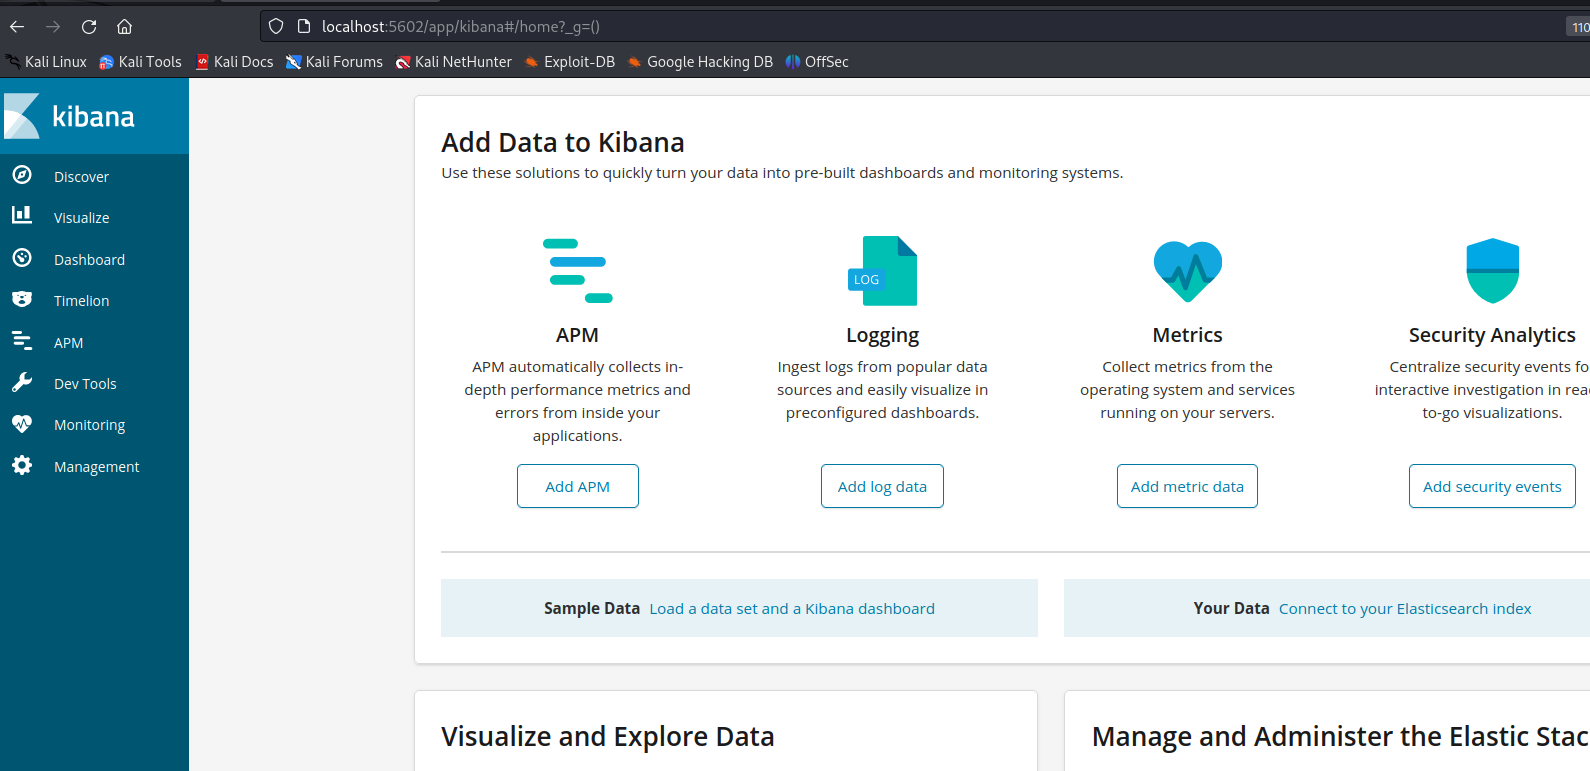 localhost:5602/app/kibana#/home?_g=()
110
Kali Linux Kali Tools Kali Docs Kali Forums Kali NetHunter Exploit-DB Google Hacking DB OffSec
kibana
Discover
Visualize
Dashboard
Timelion
APM
Dev Tools
Monitoring
Management
Add Data to Kibana
Use these solutions to quickly turn your data into pre-built dashboards and monitoring systems.
APM
APM automatically collects in-
depth performance metrics and
errors from inside your
applications.
Add APM
LOG
Logging
Ingest logs from popular data
sources and easily visualize in
preconfigured dashboards.
Add log data
Metrics
Collect metrics from the
operating system and services
running on your servers.
Add metric data
Security Analytics
Centralize security events fo
interactive investigation in rea
to-go visualizations.
Add security events
Sample Data Load a data set and a Kibana dashboard
Your Data Connect to your Elasticsearch index
Visualize and Explore Data
Manage and Administer the Elastic Stac